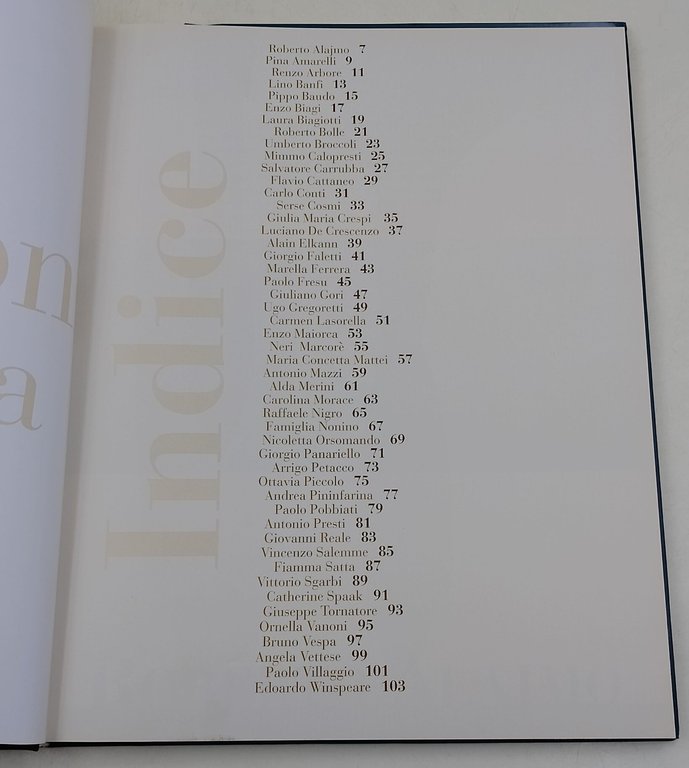 on
a
Indice
Roberto Alajmo 7
Pina Amarelli 9
Renzo Arbore 11
Lino Banfi 13
Pippo Baudo 15
Enzo Biagi 17
Laura Biagiotti 19
Roberto Bolle 21
Umberto Broccoli 23
Mimmo Calopresti 25
Salvatore Carrubba 27
Flavio Cattaneo 29
Carlo Conti 31
Serse Cosmi 33
Giulia Maria Crespi 35
Luciano De Crescenzo 37
Alain Elkann 39
Giorgio Faletti 41
Marella Ferrera 43
Paolo Fresu 45
Giuliano Gori 47
Ugo Gregoretti 49
Carmen Lasorella 51
Enzo Maiorca 53
Neri Marcorè 55
Maria Concetta Mattei 57
Antonio Mazzi 59
Alda Merini 61
Carolina Morace 63
Raffaele Nigro 65
Famiglia Nonino 67
Nicoletta Orsomando 69
Giorgio Panariello 71
Arrigo Petacco 73
Ottavia Piccolo 75
Andrea Pininfarina 77
Paolo Pobbiati 79
Antonio Presti 81
Giovanni Reale 83
Vincenzo Salemme 85
Fiamma Satta 87
Vittorio Sgarbi 89
Catherine Spaak 91
Giuseppe Tornatore 93
Ornella Vanoni 95
Bruno Vespa 97
Angela Vettese 99
Paolo Villaggio 101
Edoardo Winspeare 103